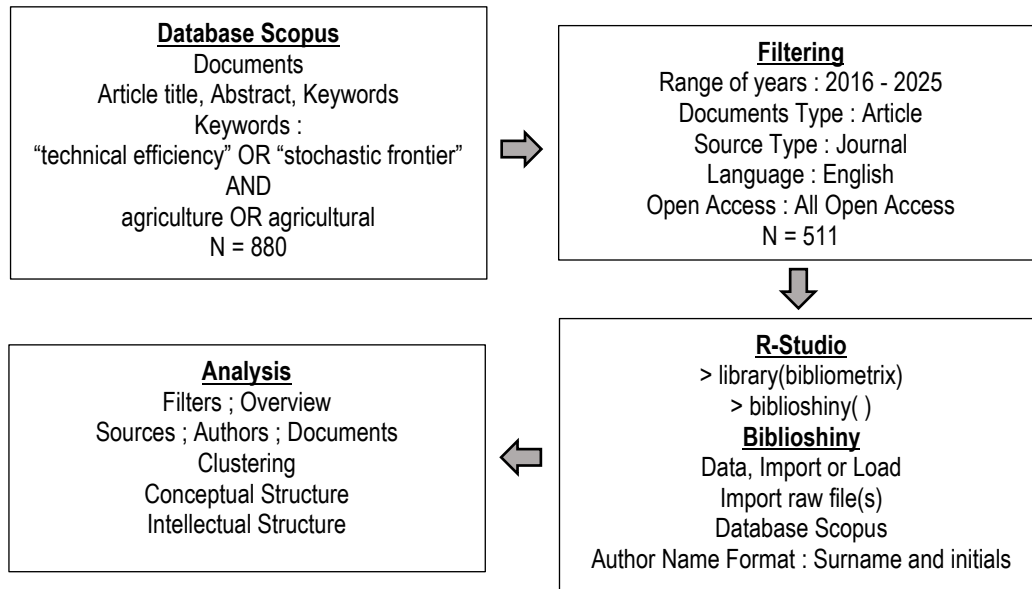 Database Scopus
Documents
Article title, Abstract, Keywords
Keywords :
“technical efficiency” OR “stochastic frontier”
AND
agriculture OR agricultural
N = 880
Filtering
Range of years : 2016 - 2025
Documents Type : Article
Source Type : Journal
Language : English
Open Access : All Open Access
N = 511
R-Studio
> library(bibliometrix)
> biblioshiny( )
Biblioshiny
Data, Import or Load
Import raw file(s)
Database Scopus
Author Name Format : Surname and initials
Analysis
Filters ; Overview
Sources ; Authors ; Documents
Clustering
Conceptual Structure
Intellectual Structure